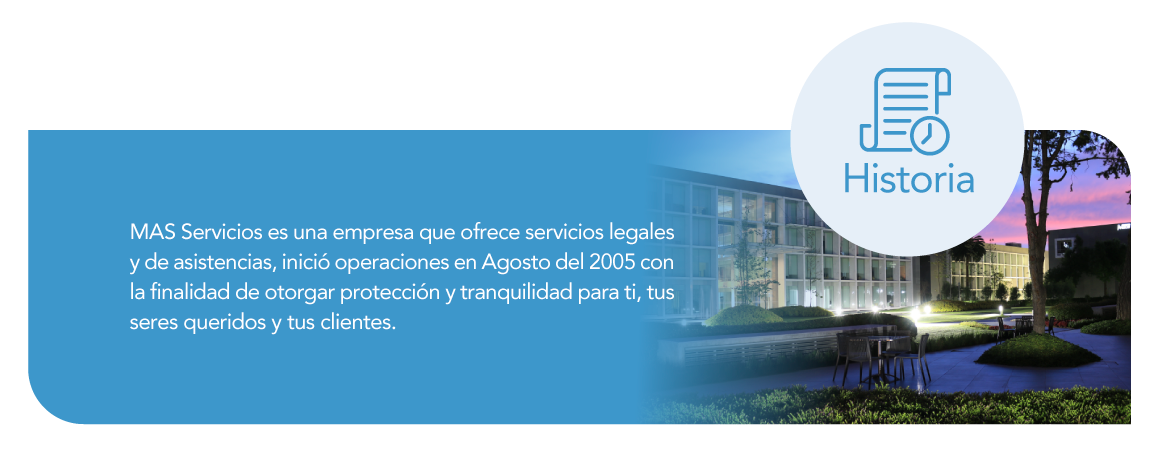 Historia
MAS Servicios es una empresa que ofrece servicios legales
y de asistencias, inició operaciones en Agosto del 2005 con
la finalidad de otorgar protección y tranquilidad para ti, tus
seres queridos y tus clientes.